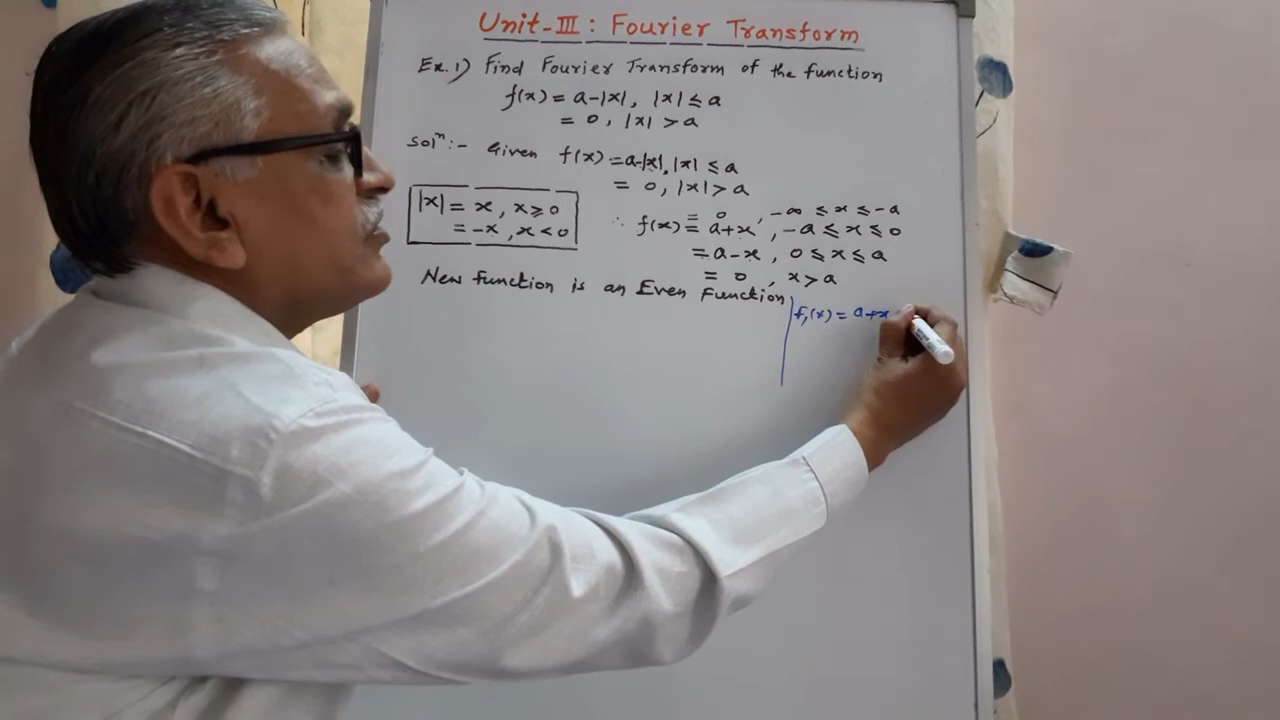 Unit-III : Fourier Transform
Ex.1) Find Fourier Transform of the function
f(x) = a-|x|, |x| ≤ a
= 0, |x| > a
Solⁿ:- Given f(x) = a-|x|, |x| ≤ a
= 0, |x| > a
|x| = x, x ≥ 0
= -x, x < 0
∴ f(x) = 0, -∞ ≤ x ≤ -a
= a+x, -a ≤ x ≤ 0
= a-x, 0 ≤ x ≤ a
= 0, x > a
New function is an Even Function
f₁(x) = a+x